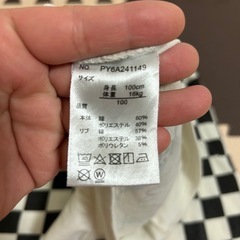 NO. PY6A241149
サイズ
身長 100cm
体重 16kg
100
品質表示
綿 60%
ポリエステル 40%
リブ 綿 57%
ポリエステル 38%
ポリウレタン 5%